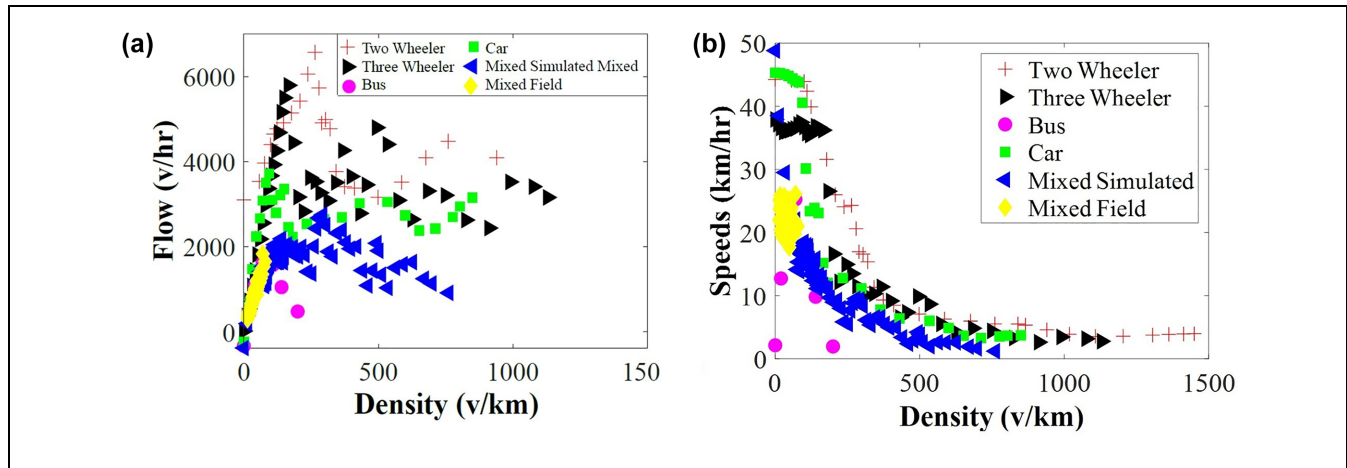 (a)
Two Wheeler
Car
Three Wheeler
Mixed Simulated Mixed
Bus
Mixed Field
6000
4000
2000
0
Flow (v/hr)
0
500
1000
150
Density (v/km)
(b)
50
40
30
20
10
0
Speeds (km/hr)
Two Wheeler
Three Wheeler
Bus
Car
Mixed Simulated
Mixed Field
0
500
1000
1500
Density (v/km)